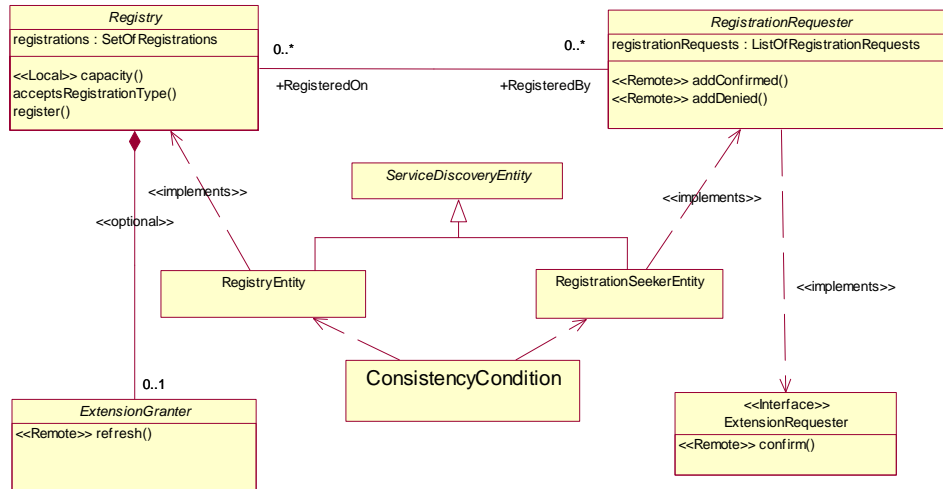 Registry
registrations : SetOfRegistrations
<<Local>> capacity()
acceptsRegistrationType()
register()
0..*
0..*
+RegisteredOn
+RegisteredBy
RegistrationRequester
registrationRequests : ListOfRegistrationRequests
<<Remote>> addConfirmed()
<<Remote>> addDenied()
ServiceDiscoveryEntity
<<implements>>
<<implements>>
<<optional>>
RegistryEntity
RegistrationSeekerEntity
<<implements>>
ConsistencyCondition
0..1
ExtensionGranter
<<Remote>> refresh()
<<Interface>>
ExtensionRequester
<<Remote>> confirm()